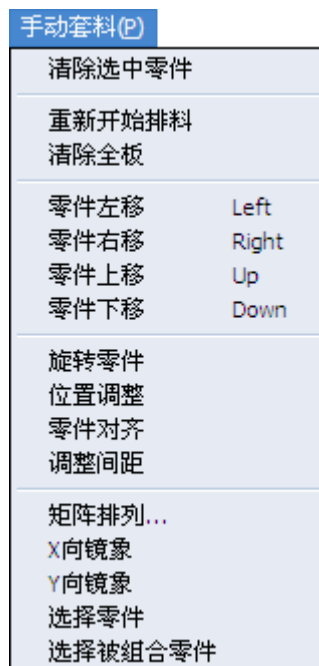 手动套料(P)
清除选中零件
重新开始排料
清除全板
零件左移 Left
零件右移 Right
零件上移 Up
零件下移 Down
旋转零件
位置调整
零件对齐
调整间距
矩阵排列...
X向镜象
Y向镜象
选择零件
选择被组合零件